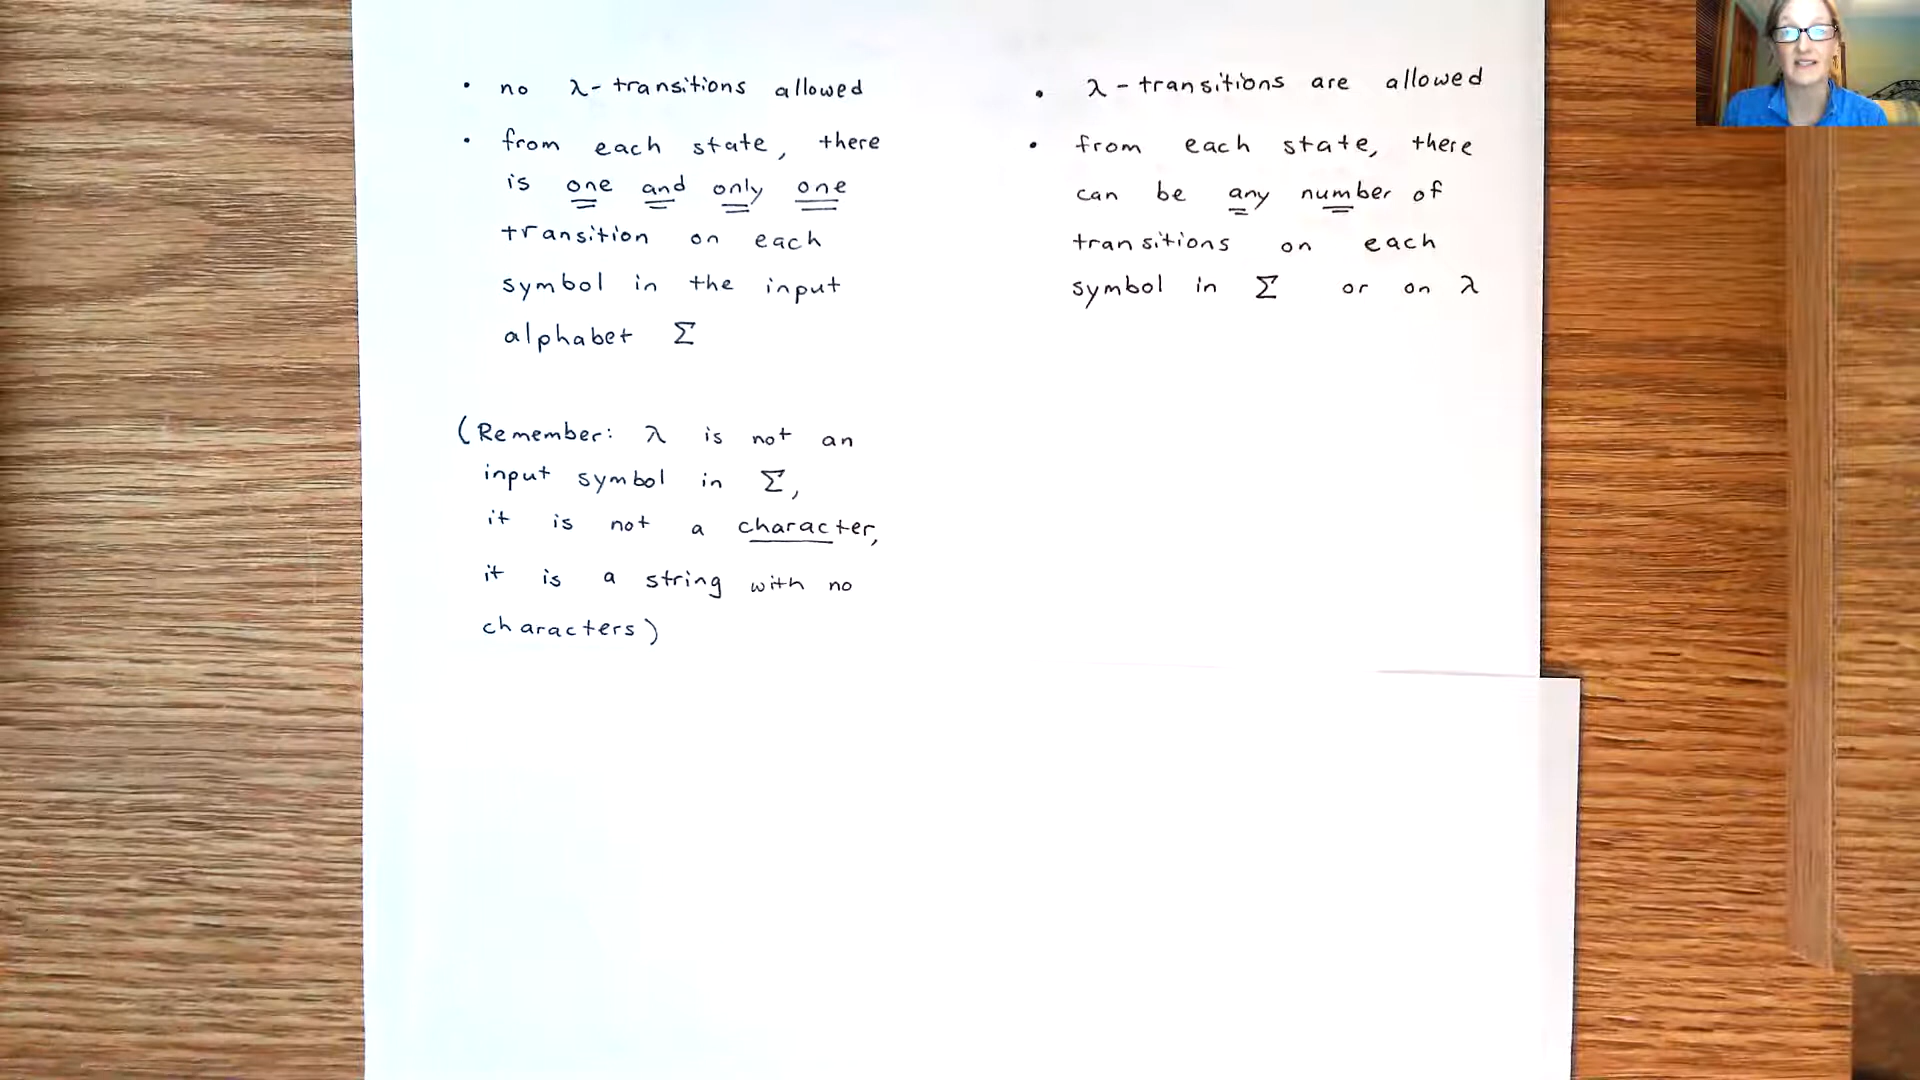 • no λ-transitions allowed
• from each state, there
is one and only one
transition on each
symbol in the input
alphabet Σ
(Remember: λ is not an
input symbol in Σ,
it is not a character,
it is a string with no
characters)
• λ-transitions are allowed
• from each state, there
can be any number of
transitions on each
symbol in Σ or on λ